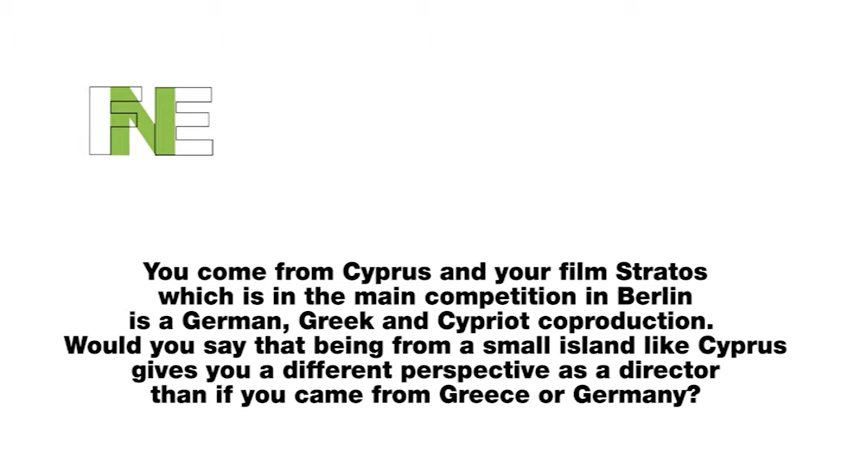 FNE
You come from Cyprus and your film Stratos
which is in the main competition in Berlin
is a German, Greek and Cypriot coproduction.
Would you say that being from a small island like Cyprus
gives you a different perspective as a director
than if you came from Greece or Germany?